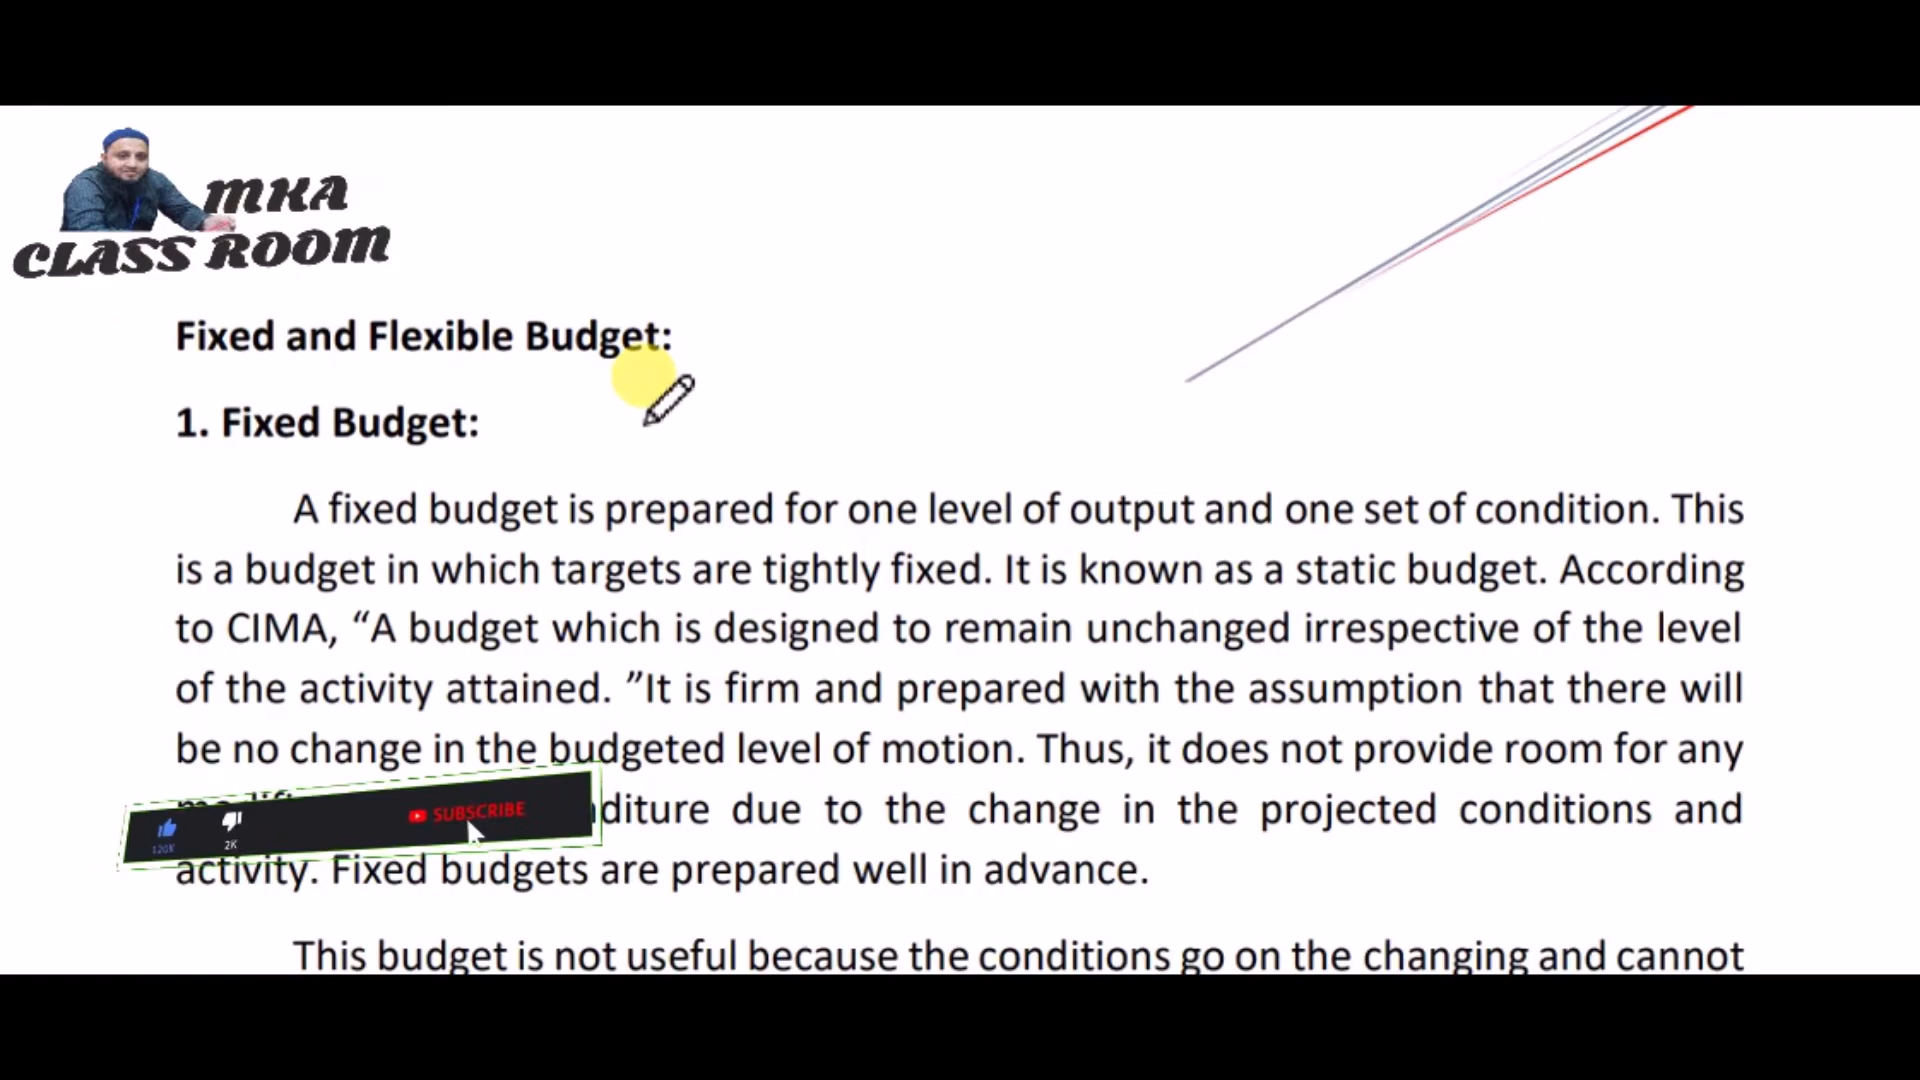 MKA
CLASS ROOM
Fixed and Flexible Budget:
1. Fixed Budget:
A fixed budget is prepared for one level of output and one set of condition. This
is a budget in which targets are tightly fixed. It is known as a static budget. According
to CIMA, “A budget which is designed to remain unchanged irrespective of the level
of the activity attained. ”It is firm and prepared with the assumption that there will
be no change in the budgeted level of motion. Thus, it does not provide room for any
diture due to the change in the projected conditions and
120K 2K SUBSCRIBE
activity. Fixed budgets are prepared well in advance.
This budget is not useful because the conditions go on the changing and cannot